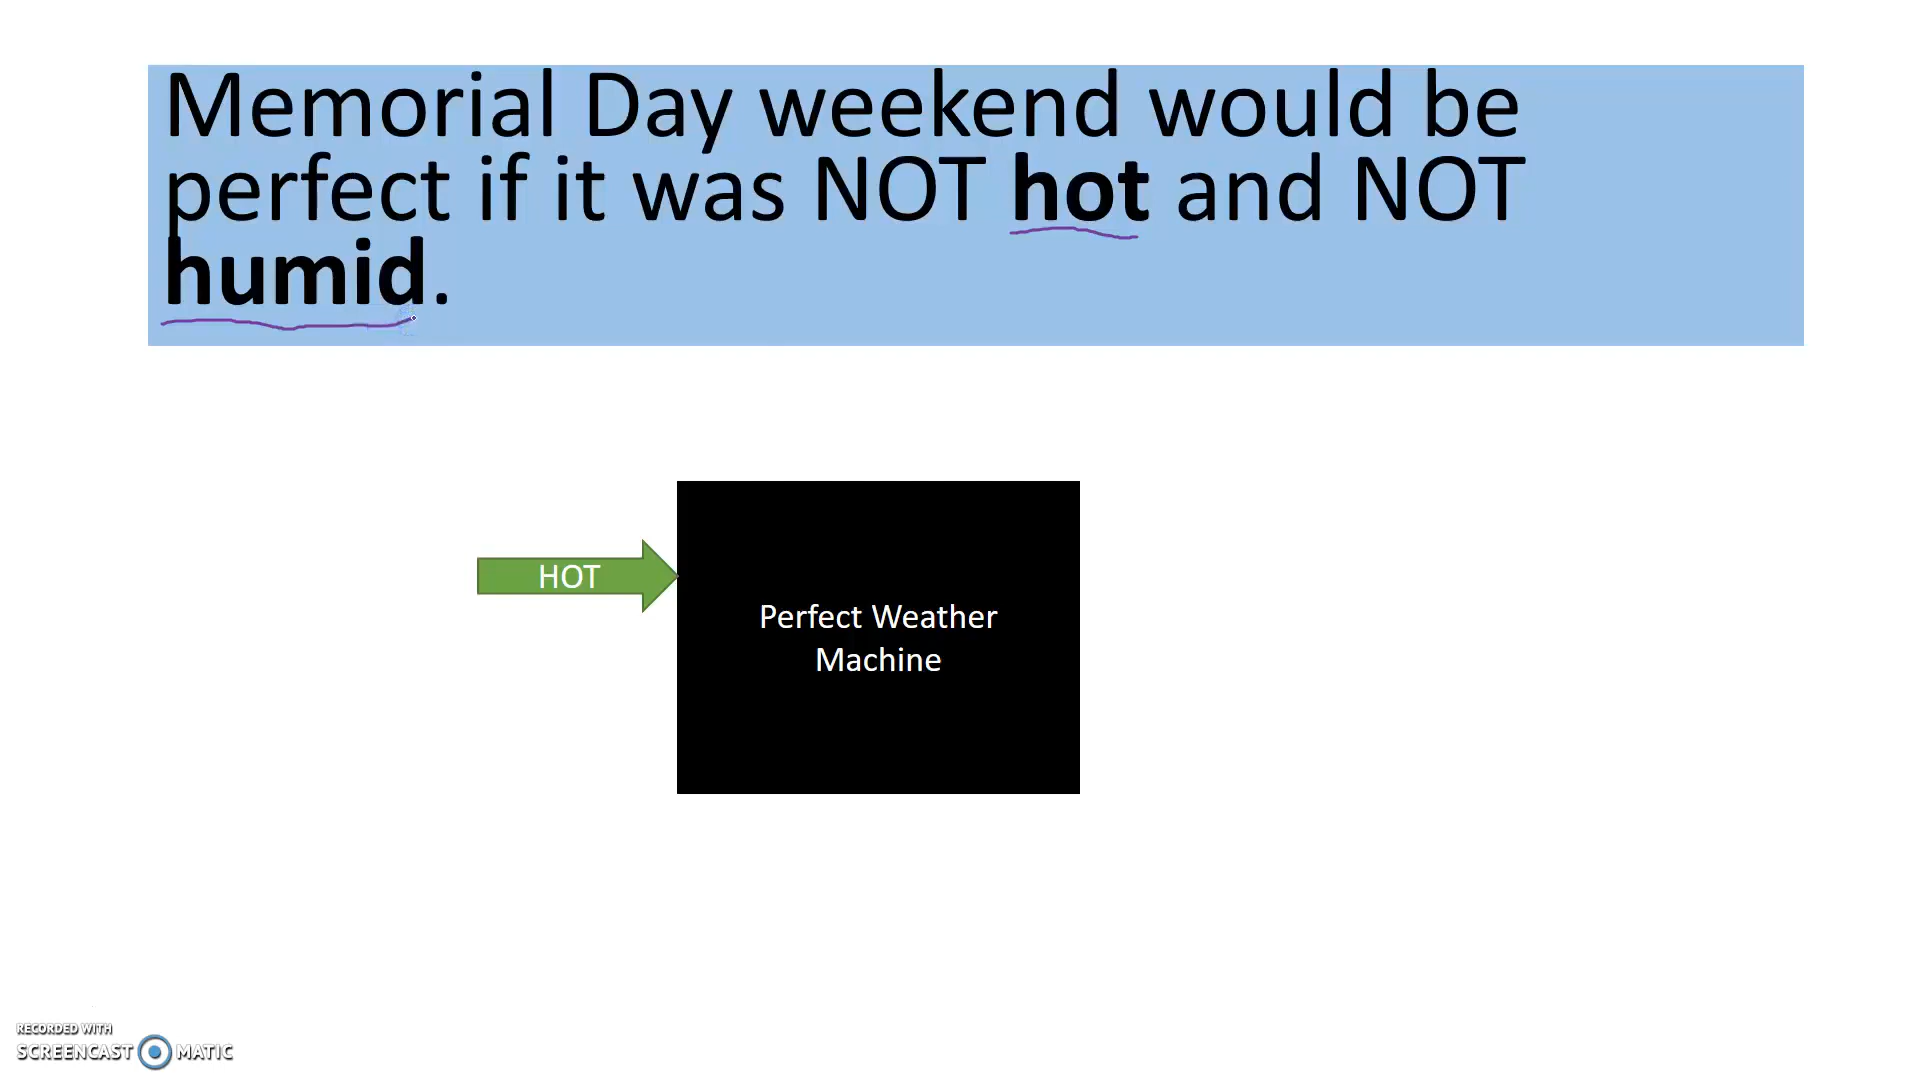 Memorial Day weekend would be
perfect if it was NOT hot and NOT
humid.
HOT
Perfect Weather
Machine
RECORDED WITH
SCREENCAST MATIC